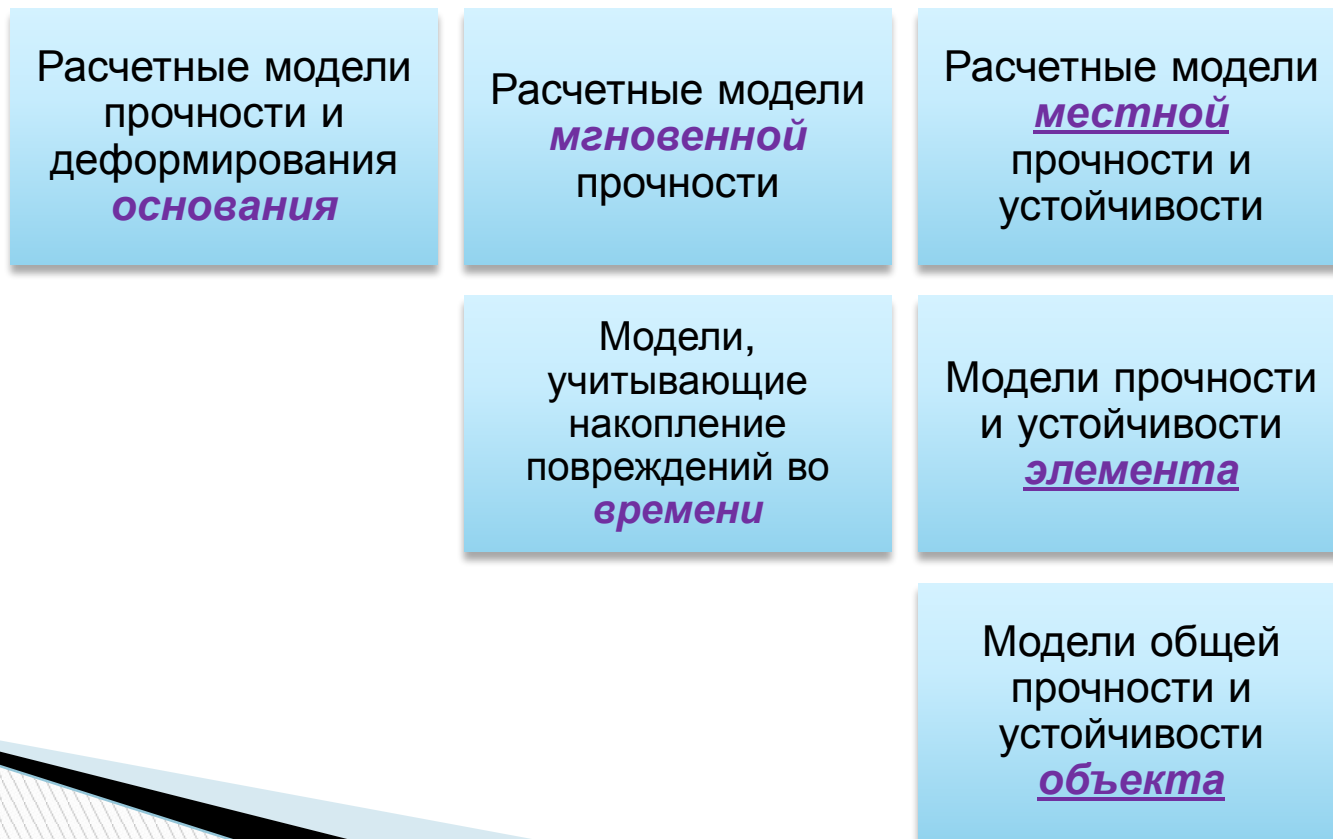 Расчетные модели
прочности и
деформирования
основания
Расчетные модели
мгновенной
прочности
Расчетные модели
местной
прочности и
устойчивости
Модели,
учитывающие
накопление
повреждений во
времени
Модели прочности
и устойчивости
элемента
Модели общей
прочности и
устойчивости
объекта